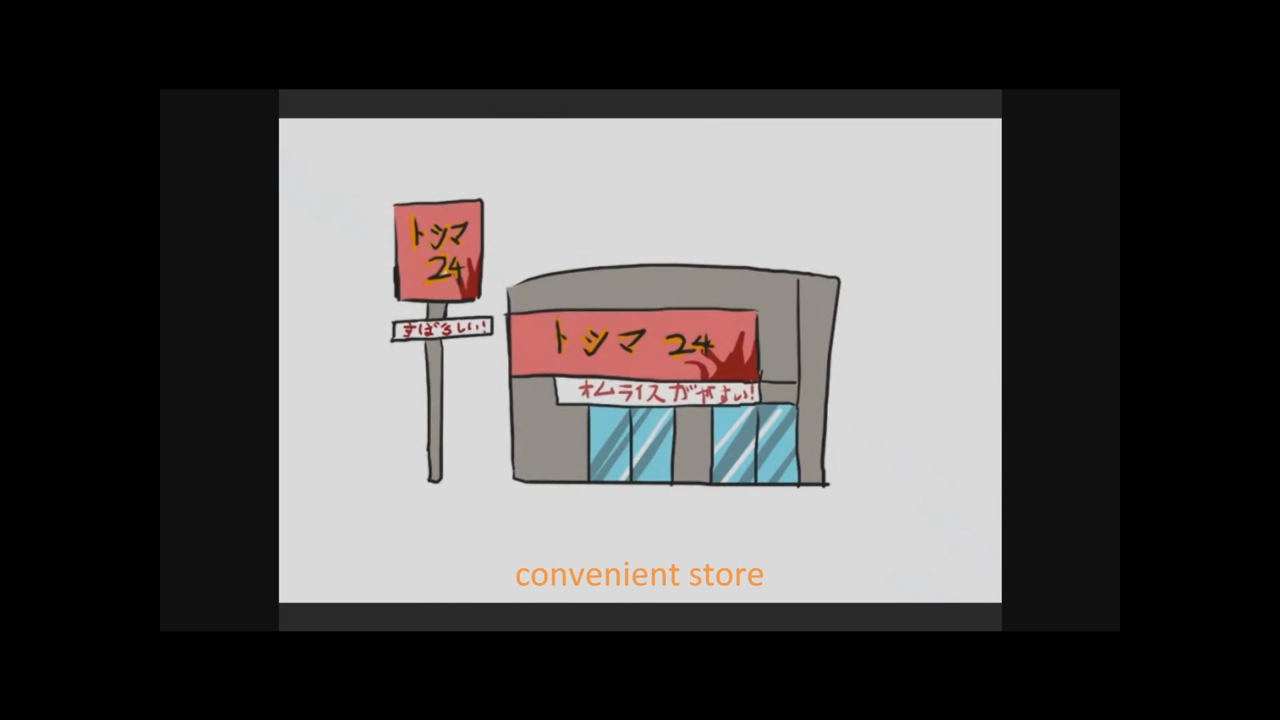 トシマ
24
すばらしい!
トシマ 24
オムライスがやすい!
convenient store